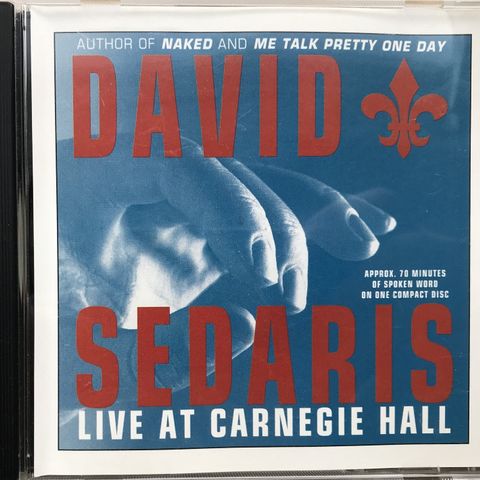 AUTHOR OF NAKED AND ME TALK PRETTY ONE DAY
DAVID
APPROX. 70 MINUTES
OF SPOKEN WORD
ON ONE COMPACT DISC
SEDARIS
LIVE AT CARNEGIE HALL